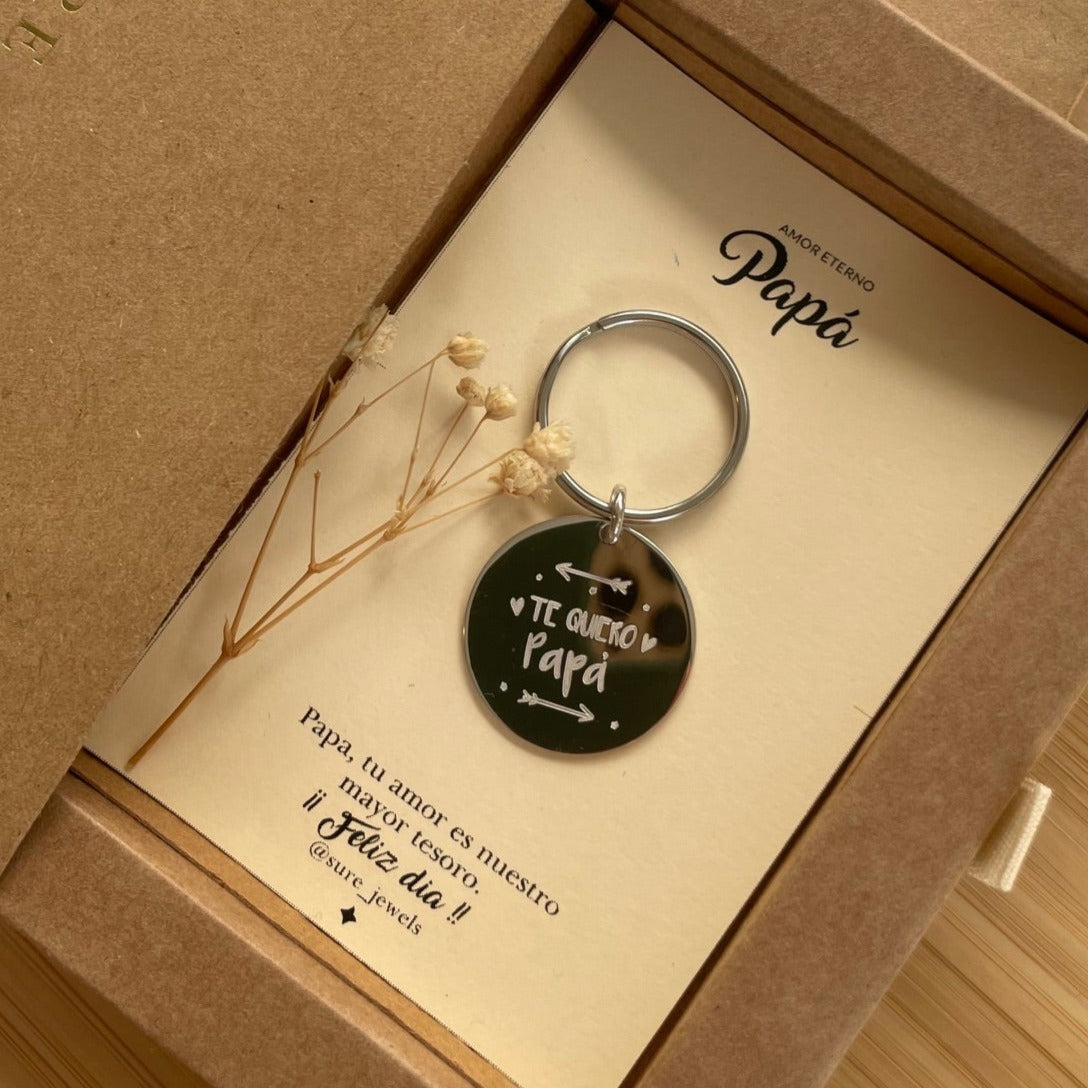 AMOR ETERNO
Papá
TE QUIERO
Papá
Papa, tu amor es nuestro
mayor tesoro.
¡¡ Feliz dia !!
@sure_jewels